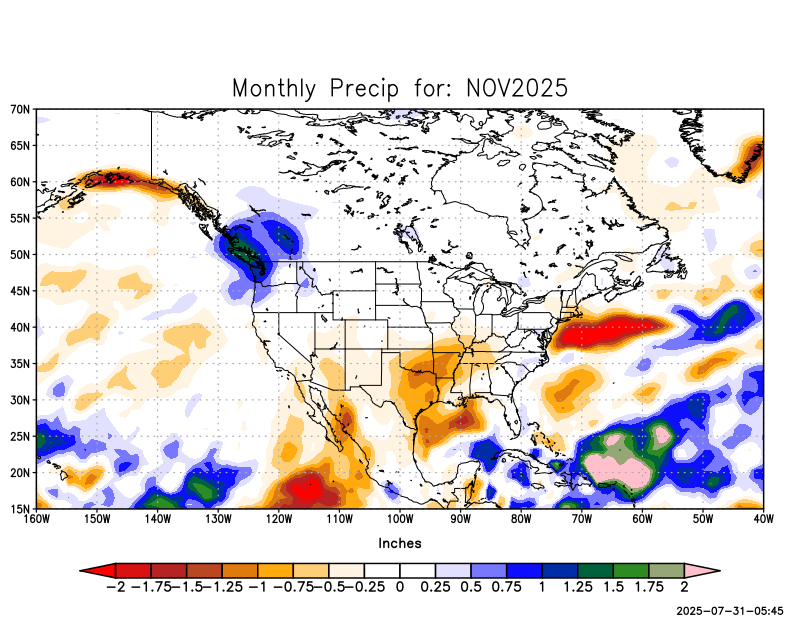 Monthly Precip for: NOV2025
70N
65N
60N
55N
50N
45N
40N
35N
30N
25N
20N
15N
160W 150W 140W 130W 120W 110W 100W 90W 80W 70W 60W 50W 40W
Inches
-2 -1.75 -1.5 -1.25 -1 -0.75 -0.5 -0.25 0 0.25 0.5 0.75 1 1.25 1.5 1.75 2
2025-07-31-05:45